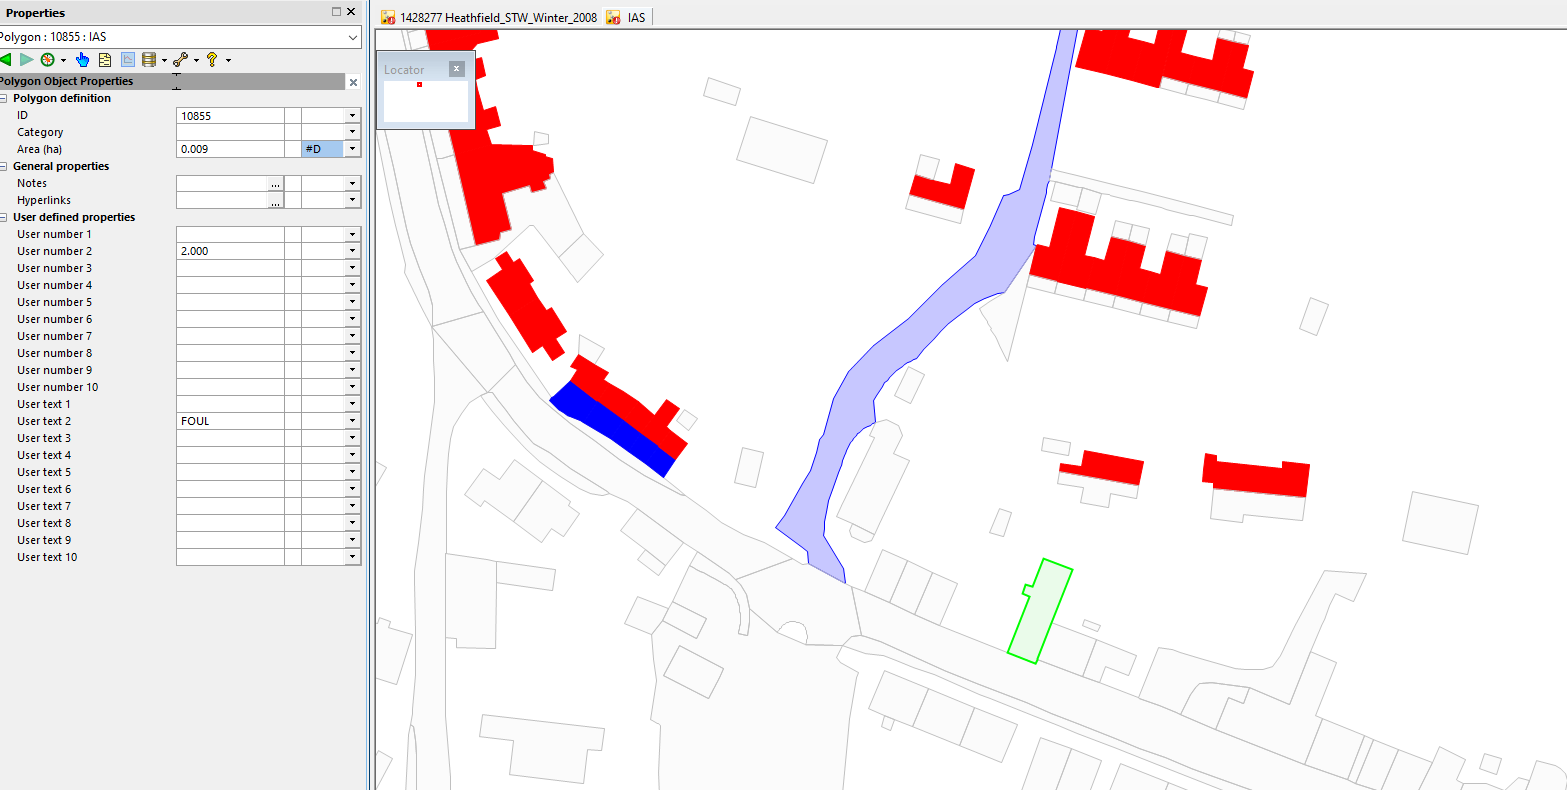 Properties
Polygon : 10855 : IAS
Polygon Object Properties
Polygon definition
ID 10855
Category
Area (ha) 0.009 #D
General properties
Notes ...
Hyperlinks ...
User defined properties
User number 1
User number 2 2.000
User number 3
User number 4
User number 5
User number 6
User number 7
User number 8
User number 9
User number 10
User text 1
User text 2 FOUL
User text 3
User text 4
User text 5
User text 6
User text 7
User text 8
User text 9
User text 10
1428277 Heathfield_STW_Winter_2008 IAS
Locator